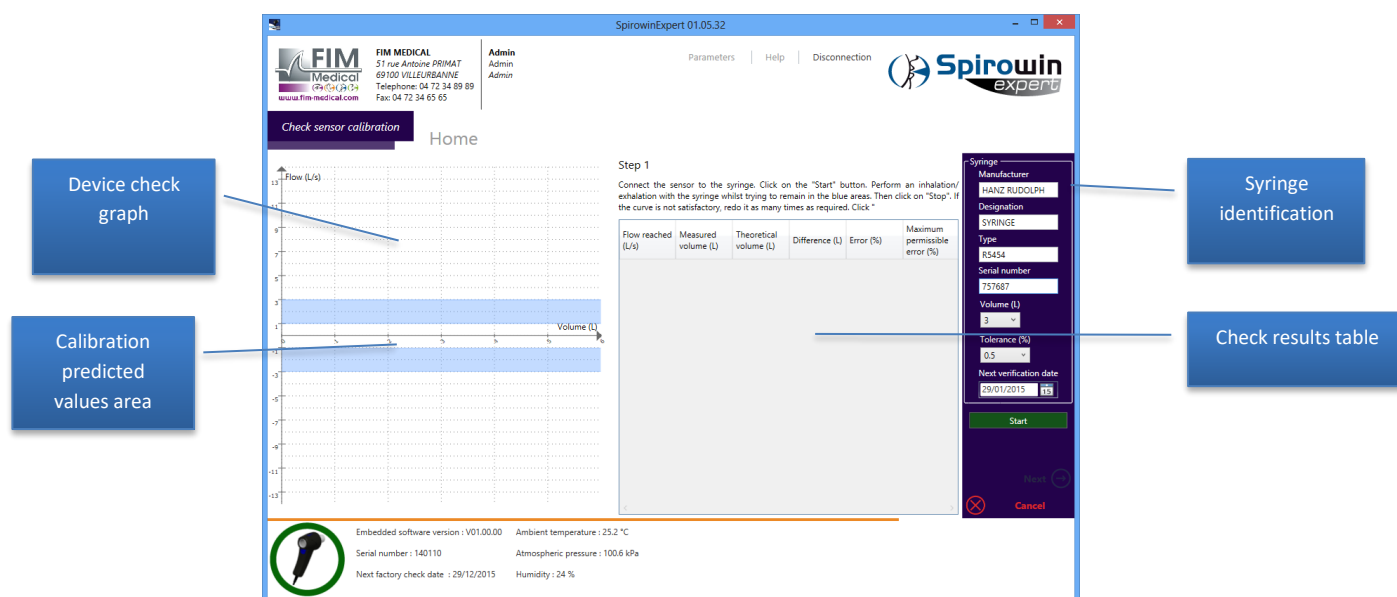 SpirowinExpert 01.05.32
FIM
Medical
www.fim-medical.com
FIM MEDICAL
51 rue Antoine PRIMAT
69100 VILLEURBANNE
Telephone: 04 72 34 89 89
Fax: 04 72 34 65 65
Admin
Admin
Admin
Parameters | Help | Disconnection
Spirowin
expert
Check sensor calibration
Home
Device check
graph
Calibration
predicted
values area
Flow (L/s)
13
11
9
7
5
3
1
-1
-3
-5
-7
-9
-11
-13
Volume (L)
0 1 2 3 4 5 6
Step 1
Connect the sensor to the syringe. Click on the "Start" button. Perform an inhalation/
exhalation with the syringe whilst trying to remain in the blue areas. Then click on "Stop". If
the curve is not satisfactory, redo it as many times as required. Click "
Flow reached (L/s)
Measured volume (L)
Theoretical volume (L)
Difference (L)
Error (%)
Maximum permissible error (%)
Syringe
Manufacturer
HANZ RUDOLPH
Designation
SYRINGE
Type
R5454
Serial number
757687
Volume (L)
3
Tolerance (%)
0.5
Next verification date
29/01/2015
15
Start
Next
Cancel
Syringe
identification
Check results table
Embedded software version : V01.00.00
Serial number : 140110
Next factory check date : 29/12/2015
Ambient temperature : 25.2 °C
Atmospheric pressure : 100.6 kPa
Humidity : 24 %